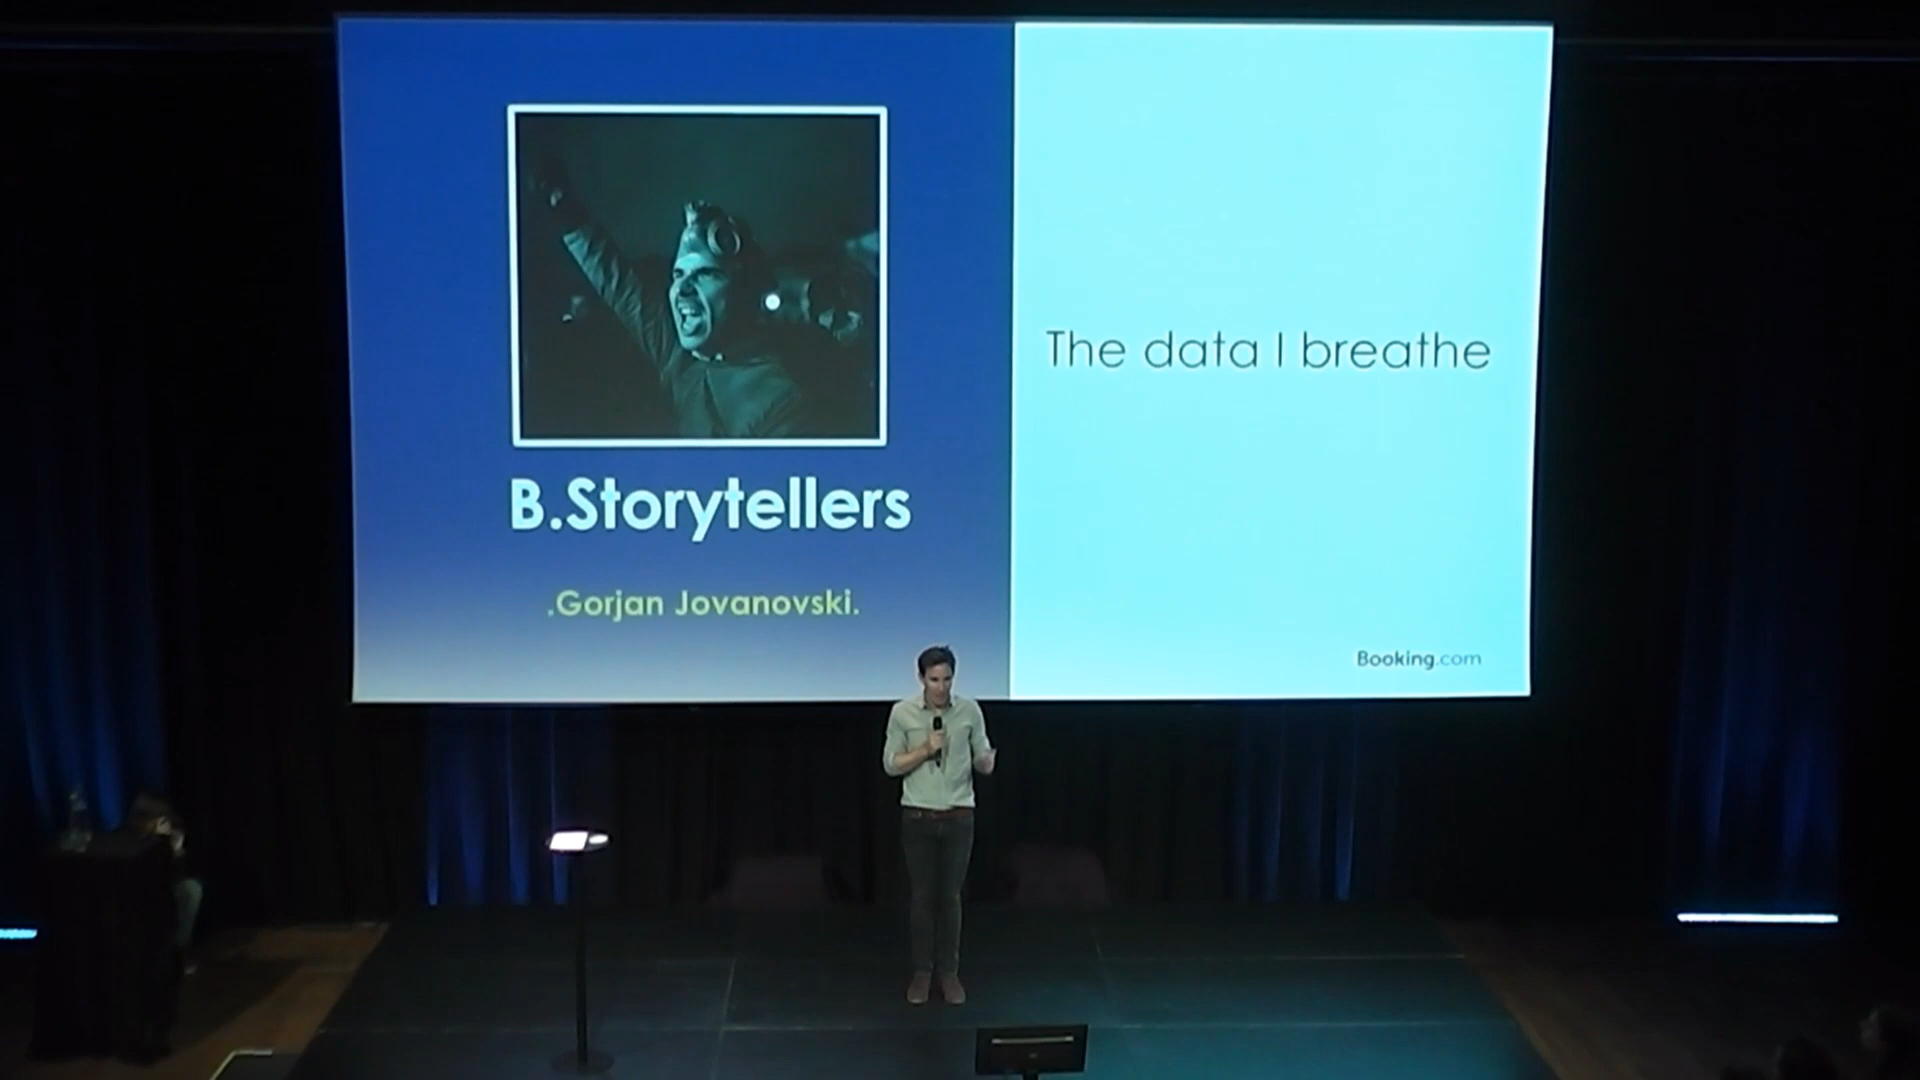 B.Storytellers
.Gorjan Jovanovski.
The data I breathe
Booking.com